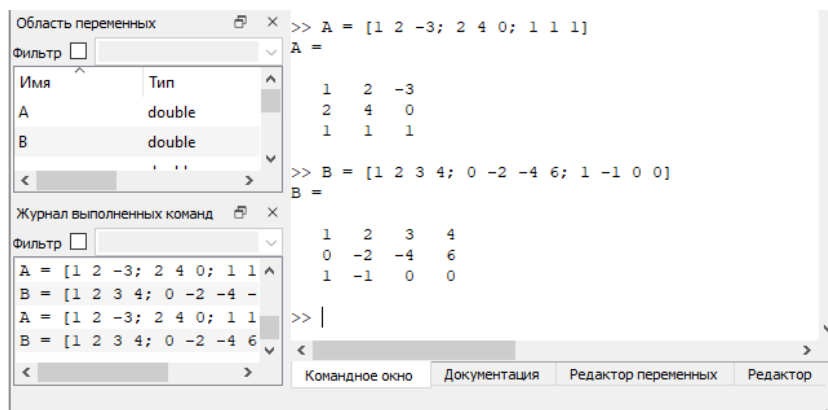 Область переменных
Фильтр
Имя Тип
A double
B double
Журнал выполненных команд
Фильтр
A = [1 2 -3; 2 4 0; 1 1
B = [1 2 3 4; 0 -2 -4 -
A = [1 2 -3; 2 4 0; 1 1
B = [1 2 3 4; 0 -2 -4 6
>> A = [1 2 -3; 2 4 0; 1 1 1]
A =
1 2 -3
2 4 0
1 1 1
>> B = [1 2 3 4; 0 -2 -4 6; 1 -1 0 0]
B =
1 2 3 4
0 -2 -4 6
1 -1 0 0
>>
Командное окно Документация Редактор переменных Редактор